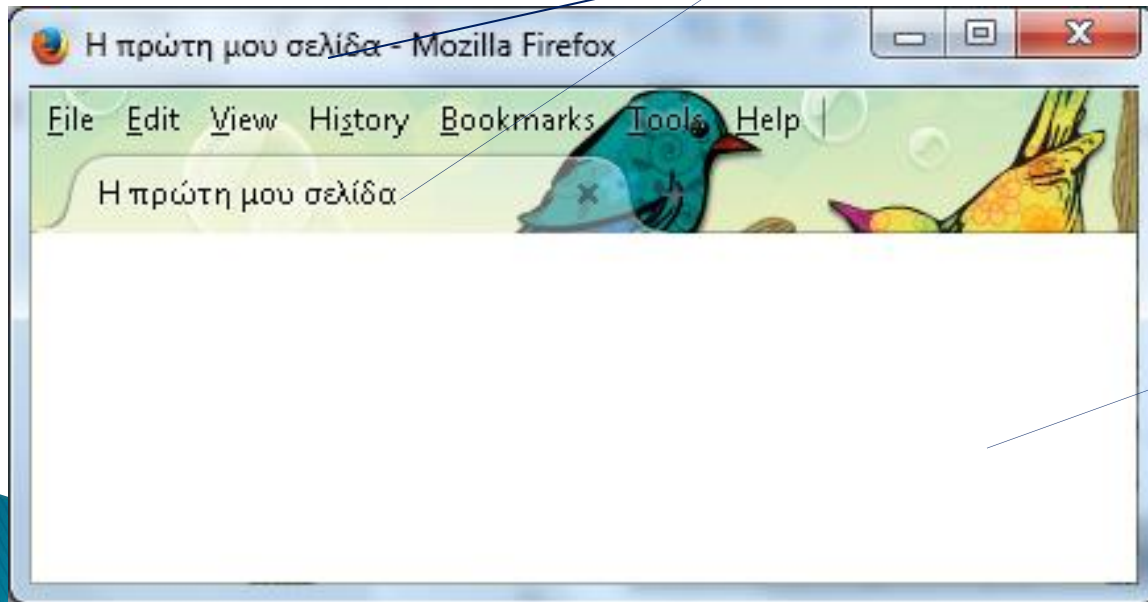 Η πρώτη μου σελίδα - Mozilla Firefox
File Edit View History Bookmarks Tools Help
Η πρώτη μου σελίδα